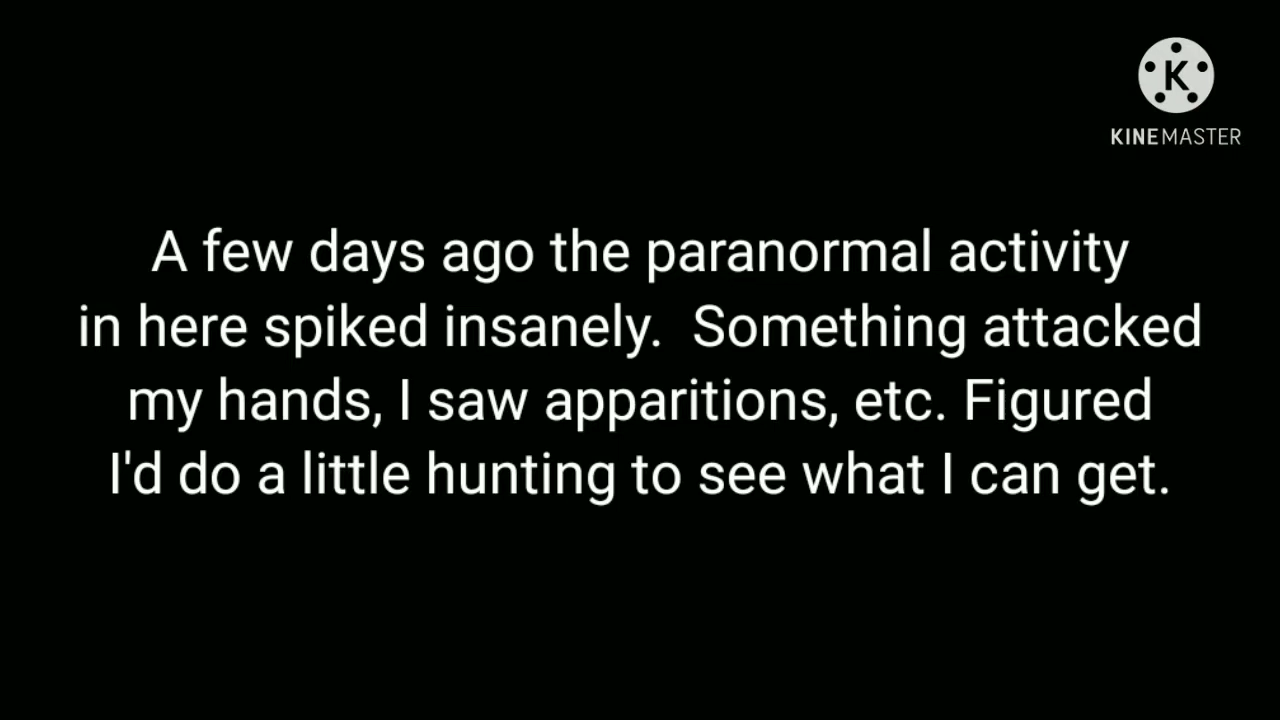 K
KINEMASTER
A few days ago the paranormal activity
in here spiked insanely.  Something attacked
my hands, I saw apparitions, etc. Figured
I'd do a little hunting to see what I can get.